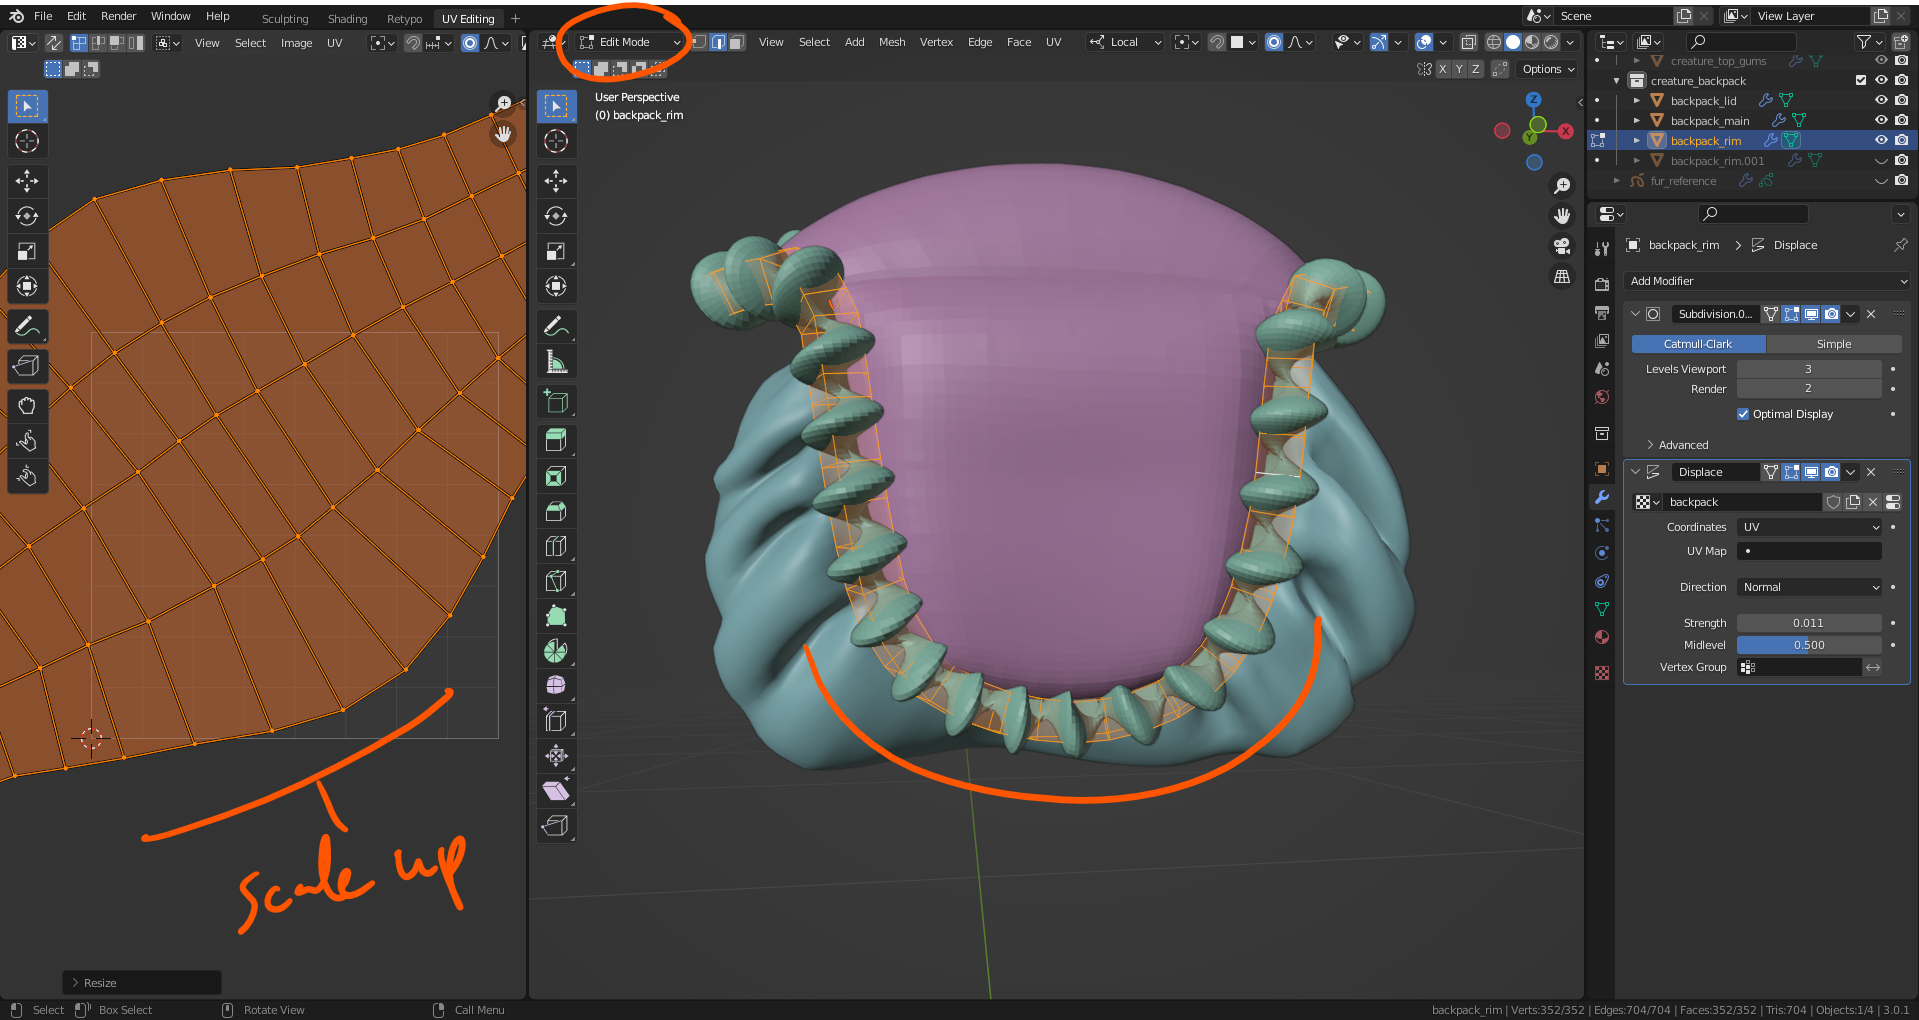 File Edit Render Window Help Sculpting Shading Retypo UV Editing + Scene View Layer
View Select Image UV Edit Mode View Select Add Mesh Vertex Edge Face UV Local
X Y Z Options
User Perspective
(0) backpack_rim
Z
X
Y
creature_top_gums
creature_backpack
backpack_lid
backpack_main
backpack_rim
backpack_rim.001
fur_reference
backpack_rim > Displace
Add Modifier
Subdivision.0...
Catmull-Clark Simple
Levels Viewport 3
Render 2
Optimal Display
Advanced
Displace
backpack
Coordinates UV
UV Map
Direction Normal
Strength 0.011
Midlevel 0.500
Vertex Group
scale up
Resize
Select Box Select Rotate View Call Menu backpack_rim | Verts:352/352 | Edges:704/704 | Faces:352/352 | Tris:704 | Objects:1/4 | 3.0.1